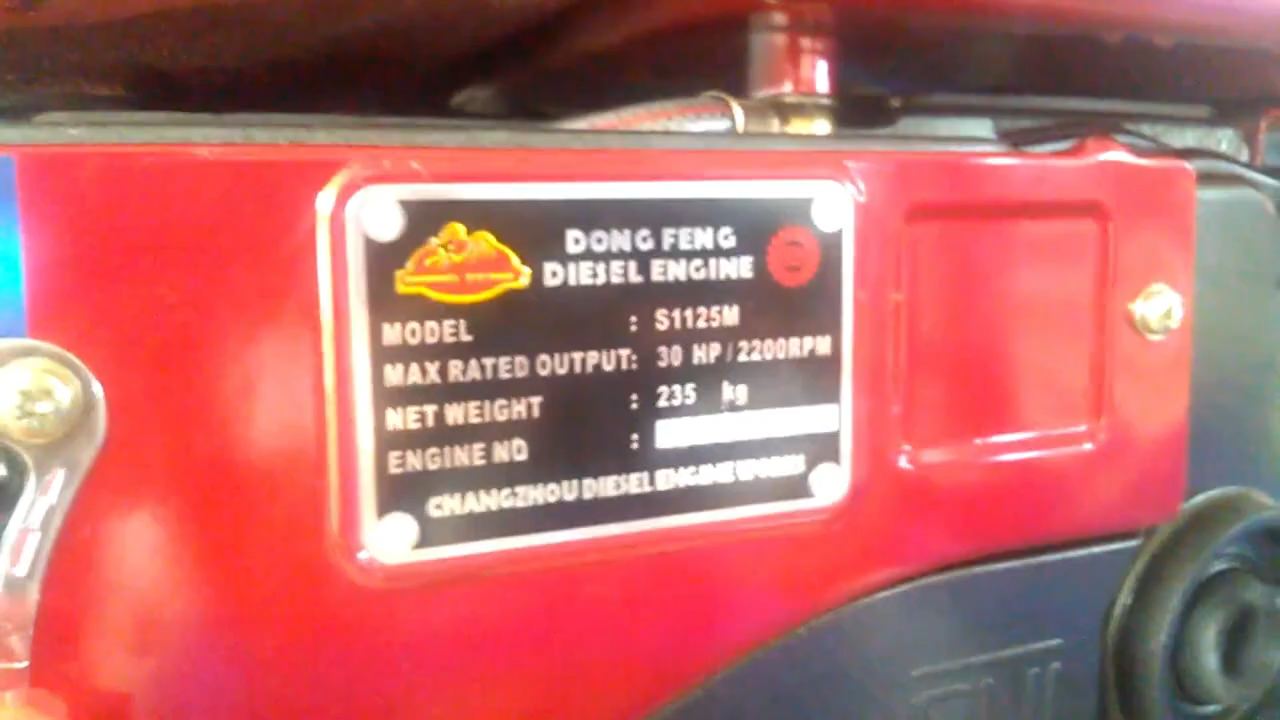 DONG FENG
DIESEL ENGINE
MODEL : S1125M
MAX RATED OUTPUT: 30 HP/2200RPM
NET WEIGHT : 235 kg
ENGINE NO :
CHANGZHOU DIESEL ENGINE WORKS